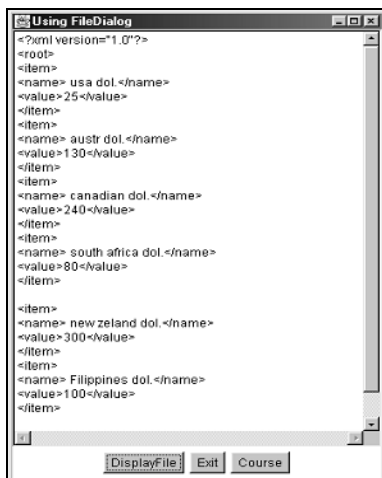 Using FileDialog
<?xml version="1.0"?>
<root>
<item>
<name> usa dol.</name>
<value>25</value>
</item>
<item>
<name> austr dol.</name>
<value>130</value>
</item>
<item>
<name> canadian dol.</name>
<value>240</value>
</item>
<item>
<name> south africa dol.</name>
<value>80</value>
</item>
<item>
<name> new zeland dol.</name>
<value>300</value>
</item>
<item>
<name> Filippines dol.</name>
<value>100</value>
</item>
DisplayFile Exit Course